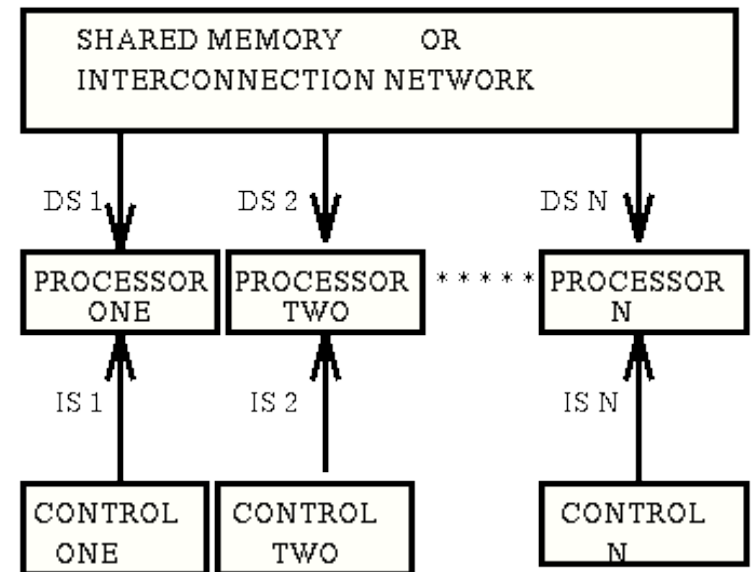 SHARED MEMORY OR
INTERCONNECTION NETWORK
DS 1 DS 2 DS N
PROCESSOR ONE
PROCESSOR TWO
* * * * *
PROCESSOR N
IS 1 IS 2 IS N
CONTROL ONE
CONTROL TWO
CONTROL N